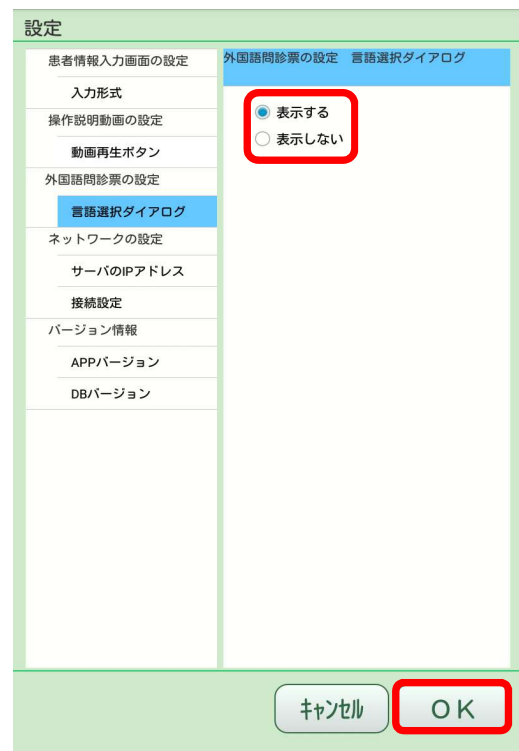 設定
患者情報入力画面の設定
入力形式
操作説明動画の設定
動画再生ボタン
外国語問診票の設定
言語選択ダイアログ
ネットワークの設定
サーバのIPアドレス
接続設定
バージョン情報
APPバージョン
DBバージョン
外国語問診票の設定　言語選択ダイアログ
表示する
表示しない
キャンセル
ＯＫ